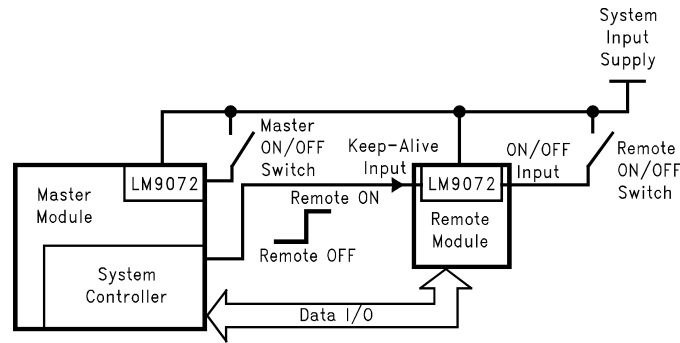 System
Input
Supply
Master
ON/OFF
Switch
Keep-Alive
Input
ON/OFF
Input
Remote
ON/OFF
Switch
LM9072
LM9072
Master
Module
Remote ON
Remote OFF
Remote
Module
System
Controller
Data I/O